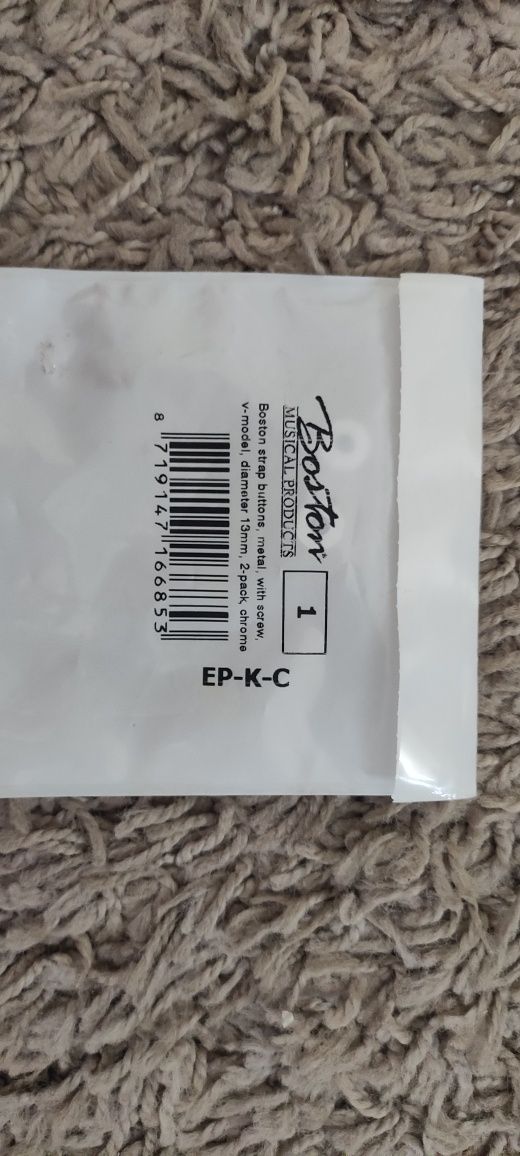 Boston
MUSICAL PRODUCTS
1
Boston strap buttons, metal, with screw,
v-model, diameter 13mm, 2-pack, chrome
8 719147 166853
EP-K-C